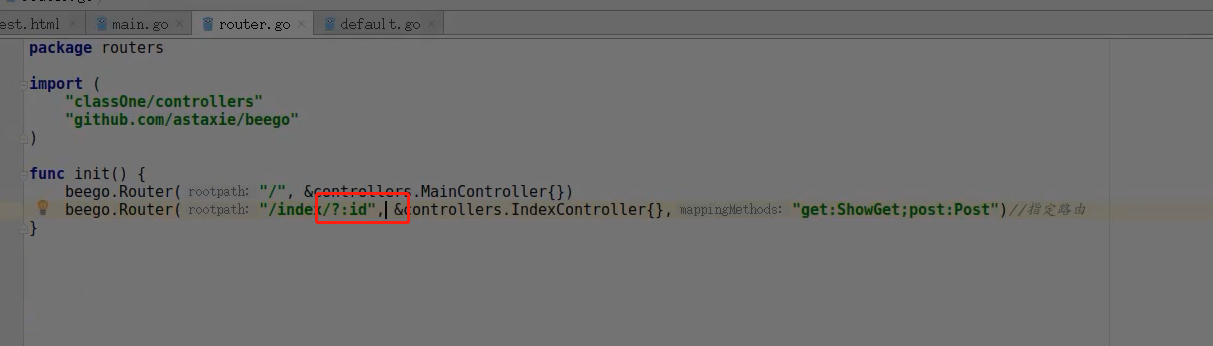 est.html main.go router.go default.go
package routers
import (
"classOne/controllers"
"github.com/astaxie/beego"
)
func init() {
beego.Router( rootpath: "/", &controllers.MainController{})
beego.Router( rootpath: "/index/?:id", &controllers.IndexController{}, mappingMethods: "get:ShowGet;post:Post")//指定路由
}